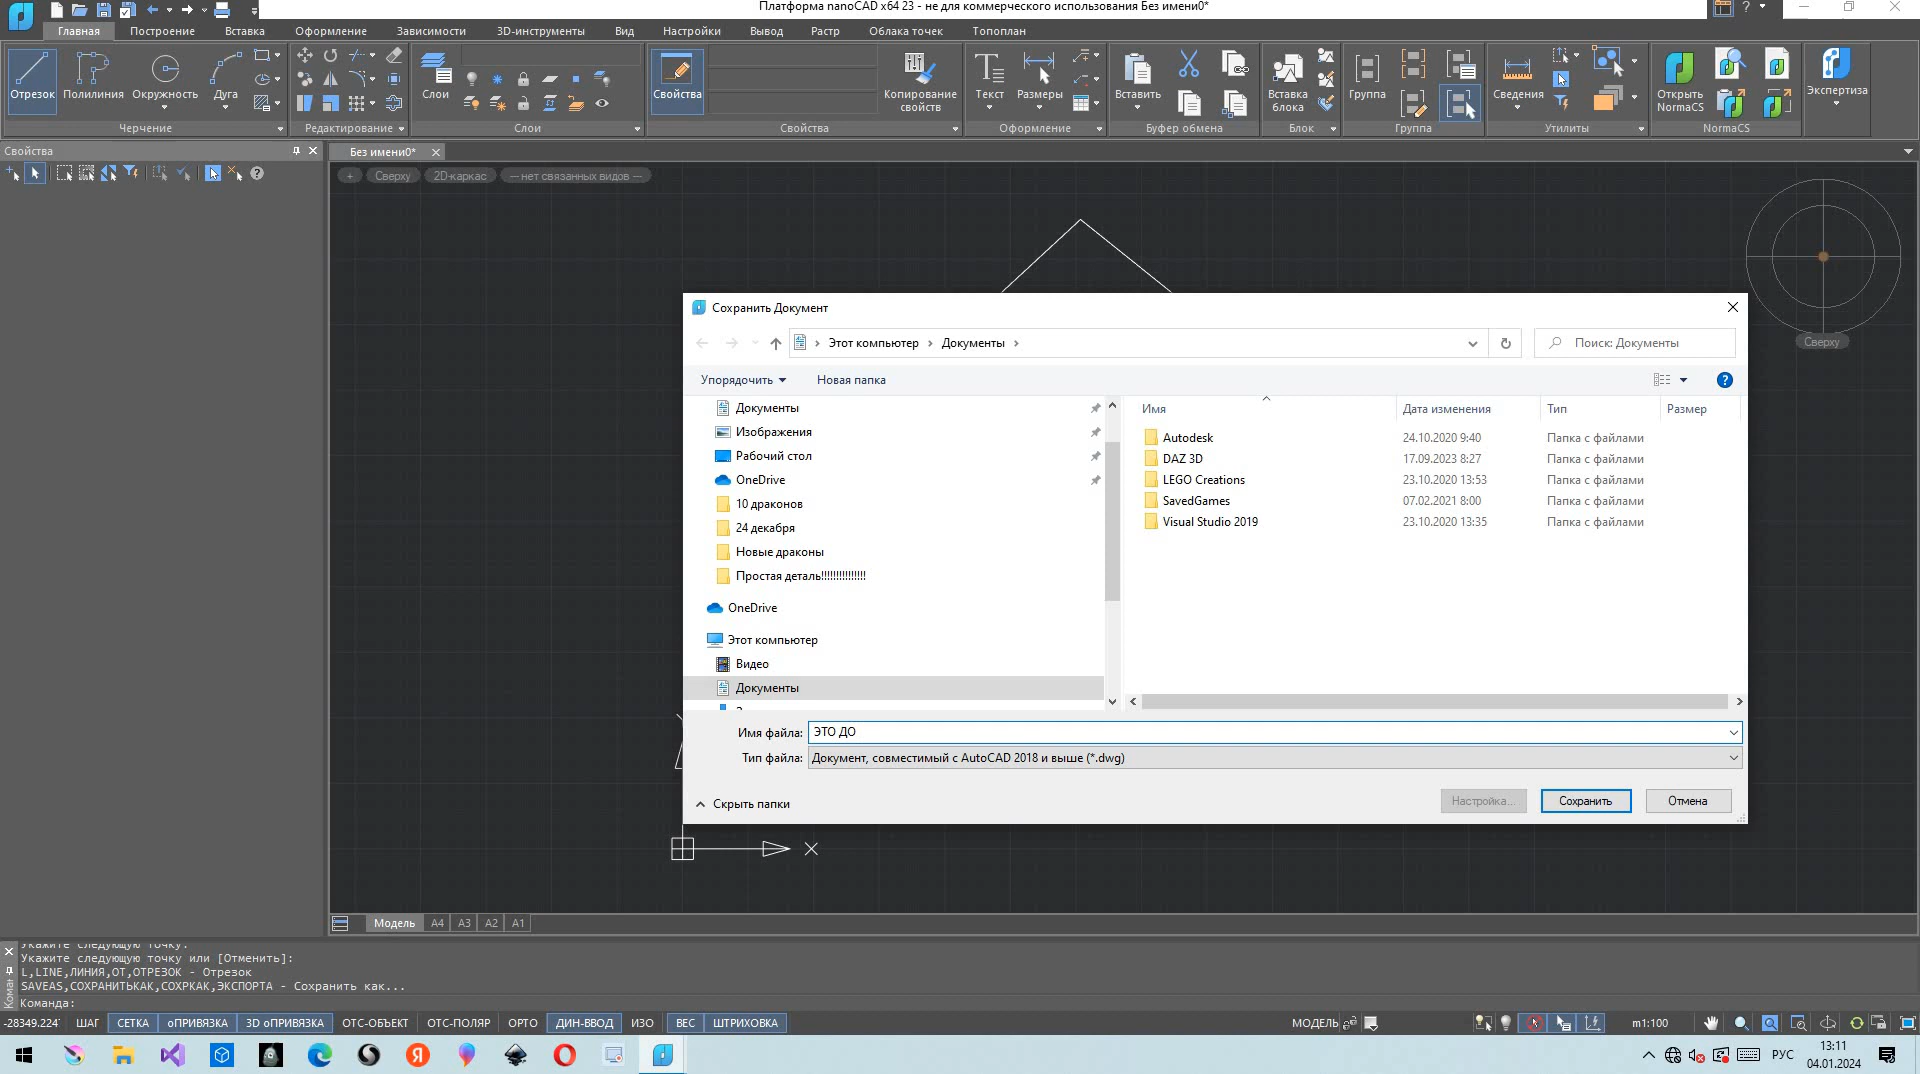 Платформа nanoCAD x64 23 - не для коммерческого использования Без имени0*
Главная Построение Вставка Оформление Зависимости 3D-инструменты Вид Настройки Вывод Растр Облака точек Топоплан
Отрезок Полилиния Окружность Дуга Слои Свойства Копирование свойств Текст Размеры Вставить Вставка блока Группа Сведения Открыть NormaCS Экспертиза
Черчение Редактирование Слои Свойства Оформление Буфер обмена Блок Группа Утилиты NormaCS
Свойства
Без имени0*
+ Сверху 2D-каркас --- нет связанных видов ---
Сверху
Сохранить Документ
Этот компьютер > Документы >
Поиск: Документы
Упорядочить Новая папка
Имя Дата изменения Тип Размер
Документы
Изображения
Рабочий стол
OneDrive
10 драконов
24 декабря
Новые драконы
Простая деталь!!!!!!!!!!!!!!!
OneDrive
Этот компьютер
Видео
Документы
Autodesk 24.10.2020 9:40 Папка с файлами
DAZ 3D 17.09.2023 8:27 Папка с файлами
LEGO Creations 23.10.2020 13:53 Папка с файлами
SavedGames 07.02.2021 8:00 Папка с файлами
Visual Studio 2019 23.10.2020 13:35 Папка с файлами
Имя файла: ЭТО ДО
Тип файла: Документ, совместимый с AutoCAD 2018 и выше (*.dwg)
Скрыть папки
Настройка... Сохранить Отмена
Модель A4 A3 A2 A1
Укажите следующую точку:
Укажите следующую точку или [Отменить]:
L,LINE,ЛИНИЯ,ОТ,ОТРЕЗОК - Отрезок
SAVEAS,СОХРАНИТЬКАК,СОХРКАК,ЭКСПОРТА - Сохранить как...
Команда:
-28349.224 ШАГ СЕТКА оПРИВЯЗКА 3D оПРИВЯЗКА ОТС-ОБЪЕКТ ОТС-ПОЛЯР ОРТО ДИН-ВВОД ИЗО ВЕС ШТРИХОВКА МОДЕЛЬ m1:100
РУС 13:11
04.01.2024